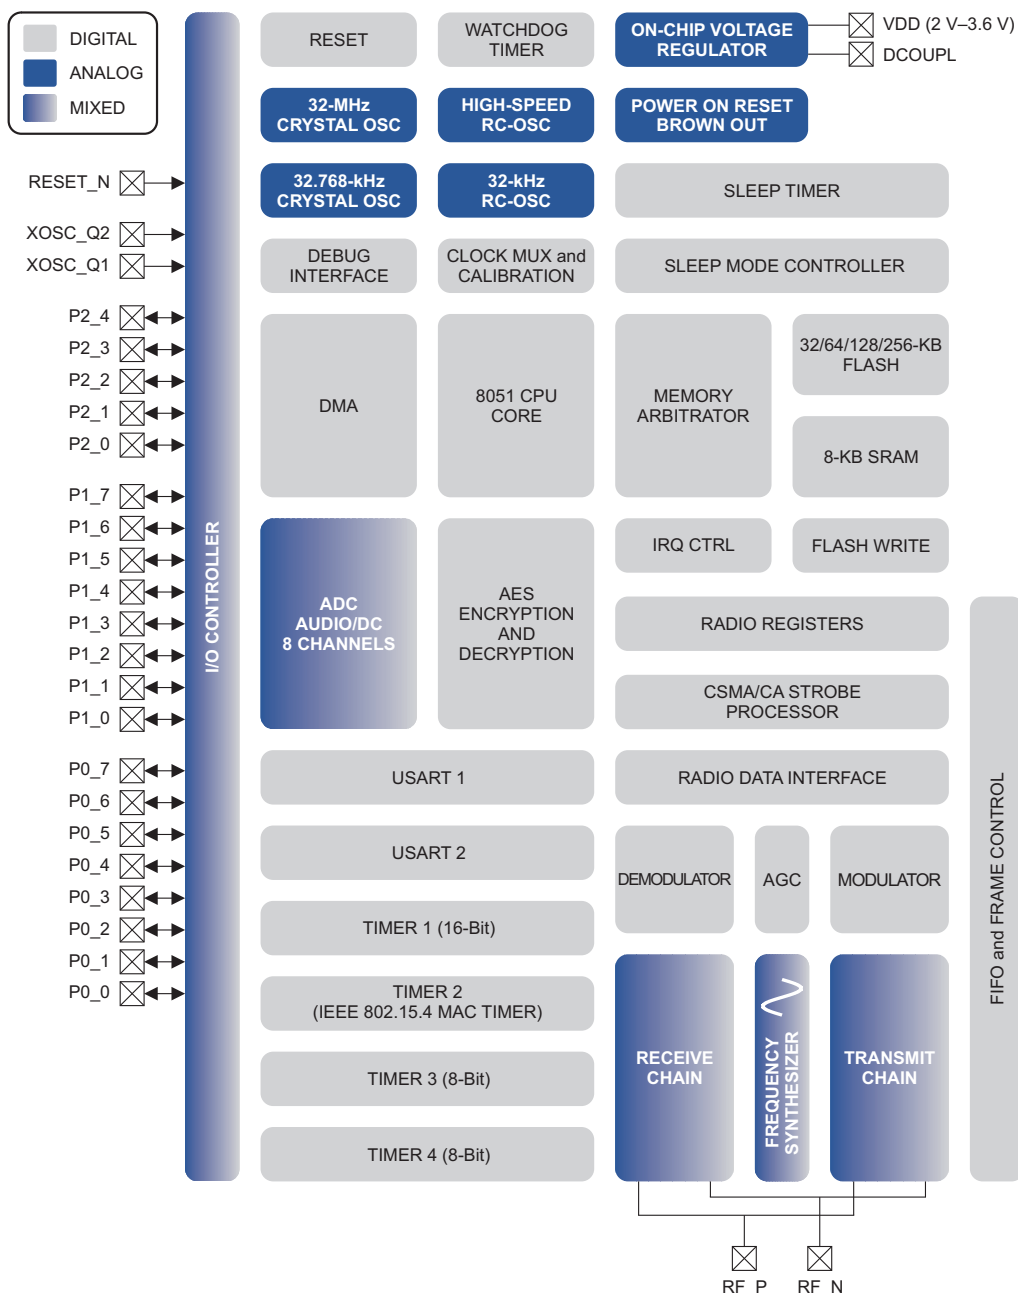 DIGITAL
ANALOG
MIXED
RESET
WATCHDOG
TIMER
ON-CHIP VOLTAGE
REGULATOR
VDD (2 V–3.6 V)
DCOUPL
32-MHz
CRYSTAL OSC
HIGH-SPEED
RC-OSC
POWER ON RESET
BROWN OUT
32.768-kHz
CRYSTAL OSC
32-kHz
RC-OSC
SLEEP TIMER
DEBUG
INTERFACE
CLOCK MUX and
CALIBRATION
SLEEP MODE CONTROLLER
RESET_N
XOSC_Q2
XOSC_Q1
P2_4
P2_3
P2_2
P2_1
P2_0
P1_7
P1_6
P1_5
P1_4
P1_3
P1_2
P1_1
P1_0
P0_7
P0_6
P0_5
P0_4
P0_3
P0_2
P0_1
P0_0
I/O CONTROLLER
DMA
8051 CPU
CORE
MEMORY
ARBITRATOR
32/64/128/256-KB
FLASH
8-KB SRAM
ADC
AUDIO/DC
8 CHANNELS
AES
ENCRYPTION
AND
DECRYPTION
IRQ CTRL
FLASH WRITE
RADIO REGISTERS
CSMA/CA STROBE
PROCESSOR
RADIO DATA INTERFACE
USART 1
USART 2
TIMER 1 (16-Bit)
TIMER 2
(IEEE 802.15.4 MAC TIMER)
TIMER 3 (8-Bit)
TIMER 4 (8-Bit)
DEMODULATOR
AGC
MODULATOR
RECEIVE
CHAIN
FREQUENCY
SYNTHESIZER
TRANSMIT
CHAIN
FIFO and FRAME CONTROL
RF_P
RF_N